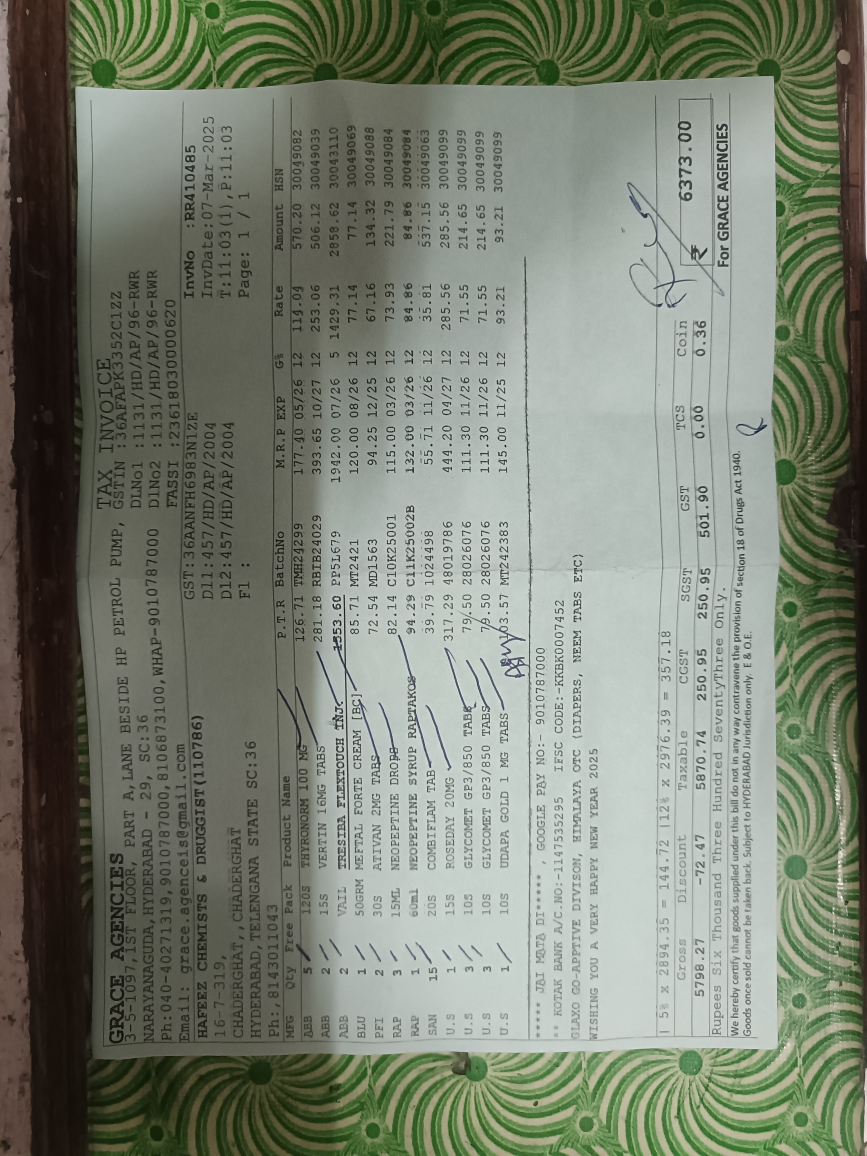 GRACE AGENCIES
3-5-1097,1ST FLOOR, PART A,LANE BESIDE HP PETROL PUMP,
NARAYANAGUDA,HYDERABAD - 29, SC:36
Ph:040-40271319,9010787000,8106873100,WHAP-9010787000
Email: grace.agenceis@gmail.com
TAX INVOICE
GSTIN :36AFAPK3352C1ZZ
DLNo1 :1131/HD/AP/96-RWR
DlNo2 :1131/HD/AP/96-RWR
FASSI :23618030000620
HAFEEZ CHEMISTS & DRUGGIST(110786)
16-7-319,
CHADERGHAT,,CHADERGHAT
HYDERABAD,TELENGANA STATE SC:36
Ph:.8143011043
GST:36AANFH6983N1ZE
Dl1:457/HD/AP/2004
Dl2:457/HD/AP/2004
Fl :
InvNo :RR410485
InvDate:07-Mar-2025
T:11:03(1),P:11:03
Page: 1 / 1
MFG Qty Free Pack Product Name P.T.R BatchNo M.R.P EXP G% Rate Amount HSN
ABB 5 120S THYRONORM 100 MG 126.71 TMH24299 177.40 05/26 12 114.04 570.20 30049082
ABB 2 15S VERTIN 16MG TABS 281.18 RBIB24029 393.65 10/27 12 253.06 506.12 30049039
ABB 2 VAIL TRESIBA FLEXTOUCH INJ. 1553.60 PP51679 1942.00 07/26 5 1429.31 2858.62 30043110
BLU 1 50GRM MEFTAL FORTE CREAM [BC] 85.71 MT2421 120.00 08/26 12 77.14 77.14 30049069
PFI 2 30S ATIVAN 2MG TABS 72.54 MD1563 94.25 12/25 12 67.16 134.32 30049088
RAP 3 15ML NEOPEPTINE DROPS 82.14 C10K25001 115.00 03/26 12 73.93 221.79 30049084
RAP 1 60ml NEOPEPTINE SYRUP RAPTAKOS 94.29 C11K25002B 132.00 03/26 12 84.86 84.86 30049084
SAN 15 20S COMBIFLAM TAB 39.79 1024498 55.71 11/26 12 35.81 537.15 30049063
U.S 1 15S ROSEDAY 20MG 317.29 48019786 444.20 04/27 12 285.56 285.56 30049099
U.S 3 10S GLYCOMET GP3/850 TABS 79.50 28026076 111.30 11/26 12 71.55 214.65 30049099
U.S 3 10S GLYCOMET GP3/850 TABS 79.50 28026076 111.30 11/26 12 71.55 214.65 30049099
U.S 1 10S UDAPA GOLD 1 MG TABS 103.57 MT242383 145.00 11/25 12 93.21 93.21 30049099
***** JAI MATA DI***** , GOOGLE PAY NO:- 9010787000
** KOTAK BANK A/C.NO:-1147535295 IFSC CODE:-KKBK0007452
GLAXO GO-APPTIVE DIVISON, HIMALAYA OTC (DIAPERS, NEEM TABS ETC)
WISHING YOU A VERY HAPPY NEW YEAR 2025
| 5% x 2894.35 = 144.72 |12% x 2976.39 = 357.18
Gross Discount Taxable CGST SGST GST TCS Coin
5798.27 -72.47 5870.74 250.95 250.95 501.90 0.00 0.36
₹ 6373.00
Rupees Six Thousand Three Hundred SeventyThree Only.
For GRACE AGENCIES
We hereby certify that goods supplied under this bill do not in any way contravene the provision of section 18 of Drugs Act 1940.
Goods once sold cannot be taken back. Subject to HYDERABAD Jurisdiction only. E & O.E.